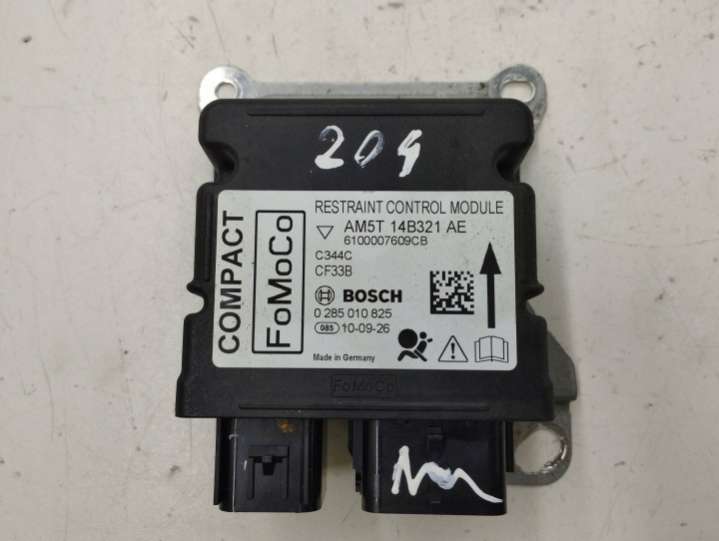 204
COMPACT
FoMoCo
RESTRAINT CONTROL MODULE
AM5T 14B321 AE
6100007609CB
C344C
CF33B
BOSCH
0 285 010 825
085 10-09-26
Made in Germany
FoMoCo